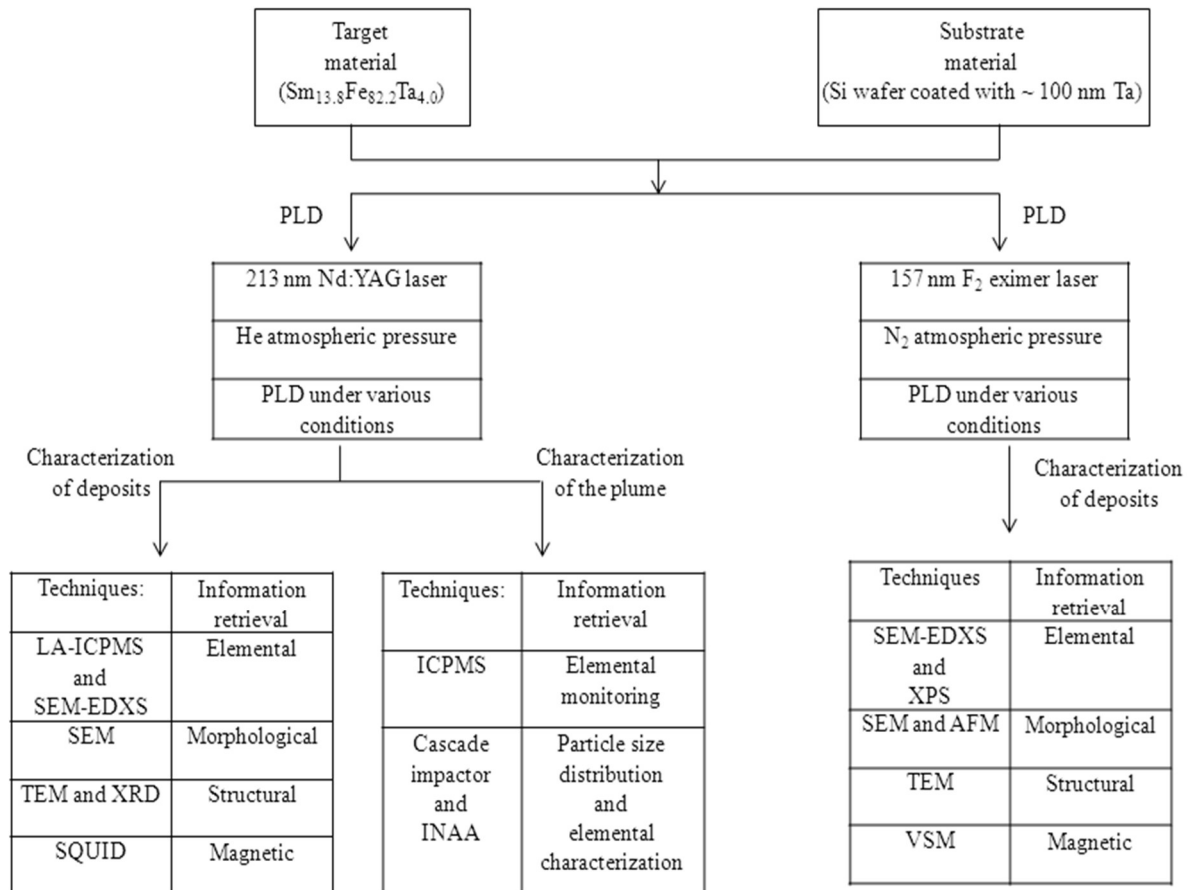 Target
material
(Sm13.8Fe82.2Ta4.0)
Substrate
material
(Si wafer coated with ~ 100 nm Ta)
PLD
PLD
213 nm Nd:YAG laser
He atmospheric pressure
PLD under various
conditions
157 nm F2 eximer laser
N2 atmospheric pressure
PLD under various
conditions
Characterization
of deposits
Characterization
of the plume
Characterization
of deposits
Techniques:
Information
retrieval
LA-ICPMS
and
SEM-EDXS
Elemental
SEM
Morphological
TEM and XRD
Structural
SQUID
Magnetic
Techniques:
Information
retrieval
ICPMS
Elemental
monitoring
Cascade
impactor
and
INAA
Particle size
distribution
and
elemental
characterization
Techniques
Information
retrieval
SEM-EDXS
and
XPS
Elemental
SEM and AFM
Morphological
TEM
Structural
VSM
Magnetic